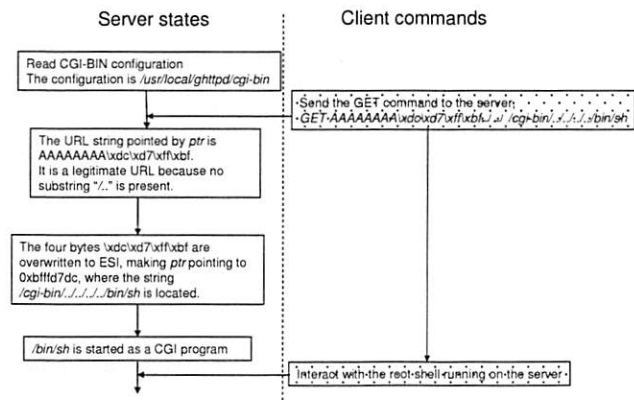 Server states
Client commands
Read CGI-BIN configuration
The configuration is /usr/local/ghttpd/cgi-bin
Send the GET command to the server:
The URL string pointed by ptr is
AAAAAAAA\xdc\xd7\xff\xbf.
It is a legitimate URL because no
substring "/.." is present.
The four bytes \xdc\xd7\xff\xbf are
overwritten to ESI, making ptr pointing to
0xbfffd7dc, where the string
/cgi-bin/../../../../bin/sh is located.
/bin/sh is started as a CGI program
Interact with the root shell running on the server